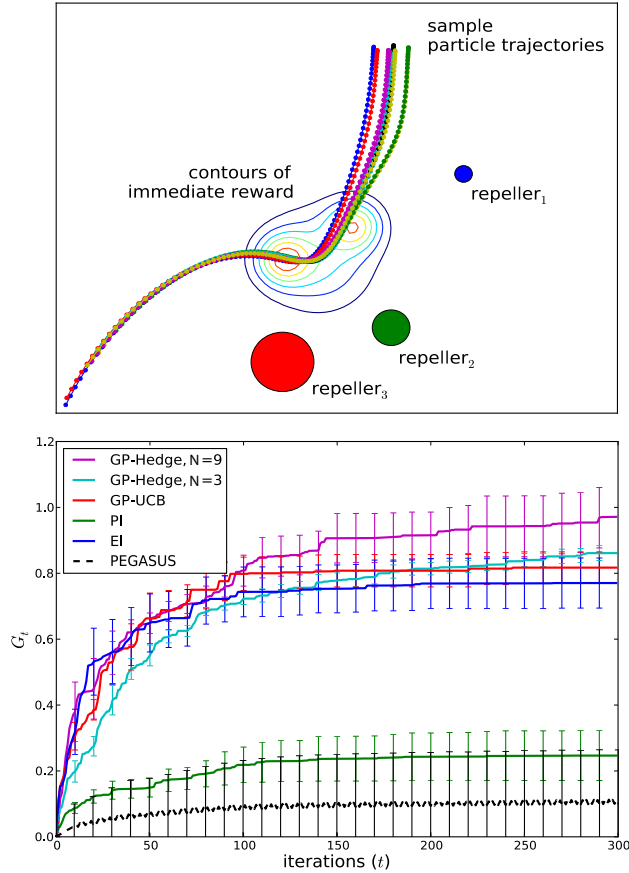 sample
particle trajectories
contours of
immediate reward
repeller₁
repeller₂
repeller₃
1.2
1.0
0.8
0.6
0.4
0.2
0.0
G_t
GP-Hedge, N=9
GP-Hedge, N=3
GP-UCB
PI
EI
PEGASUS
0 50 100 150 200 250 300
iterations (t)